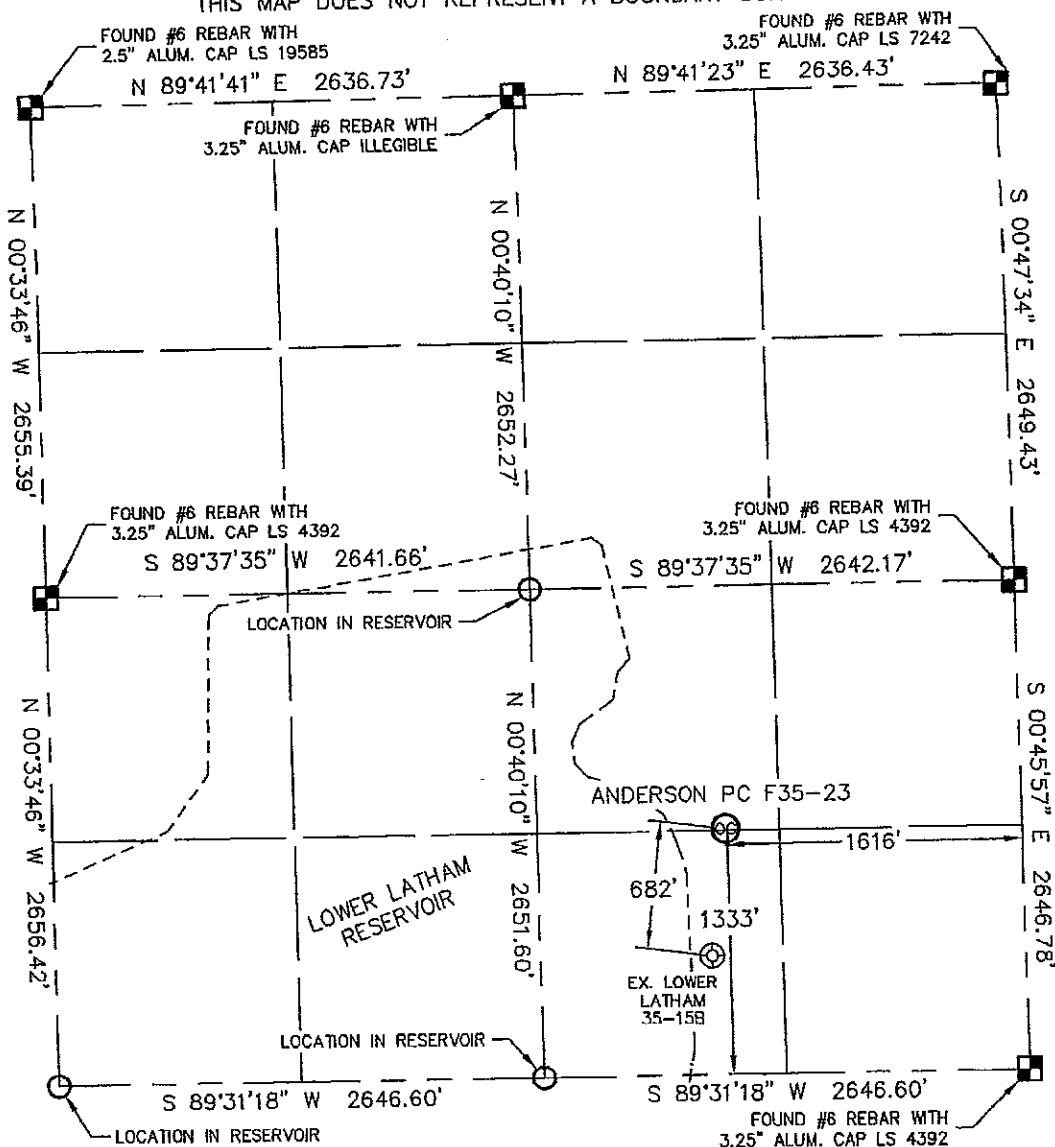 THIS MAP DOES NOT REPRESENT A BOUNDARY
FOUND #6 REBAR WITH
2.5" ALUM. CAP LS 19585
FOUND #6 REBAR WTH
3.25" ALUM. CAP LS 7242
N 89°41'41" E 2636.73'
N 89°41'23" E 2636.43'
FOUND #6 REBAR WTH
3.25" ALUM. CAP ILLEGIBLE
N 00°33'46" W 2655.39'
N 00°40'10" W 2652.27'
S 00°47'34" E 2649.43'
FOUND #6 REBAR WITH
3.25" ALUM. CAP LS 4392
FOUND #6 REBAR WITH
3.25" ALUM. CAP LS 4392
S 89°37'35" W 2641.66'
S 89°37'35" W 2642.17'
LOCATION IN RESERVOIR
N 00°33'46" W 2656.42'
N 00°40'10" W 2651.60'
S 00°45'57" E 2646.78'
ANDERSON PC F35-23
1616'
682'
1333'
LOWER LATHAM
RESERVOIR
EX. LOWER
LATHAM
35-15B
LOCATION IN RESERVOIR
S 89°31'18" W 2646.60'
S 89°31'18" W 2646.60'
LOCATION IN RESERVOIR
FOUND #6 REBAR WITH
3.25" ALUM. CAP LS 4392